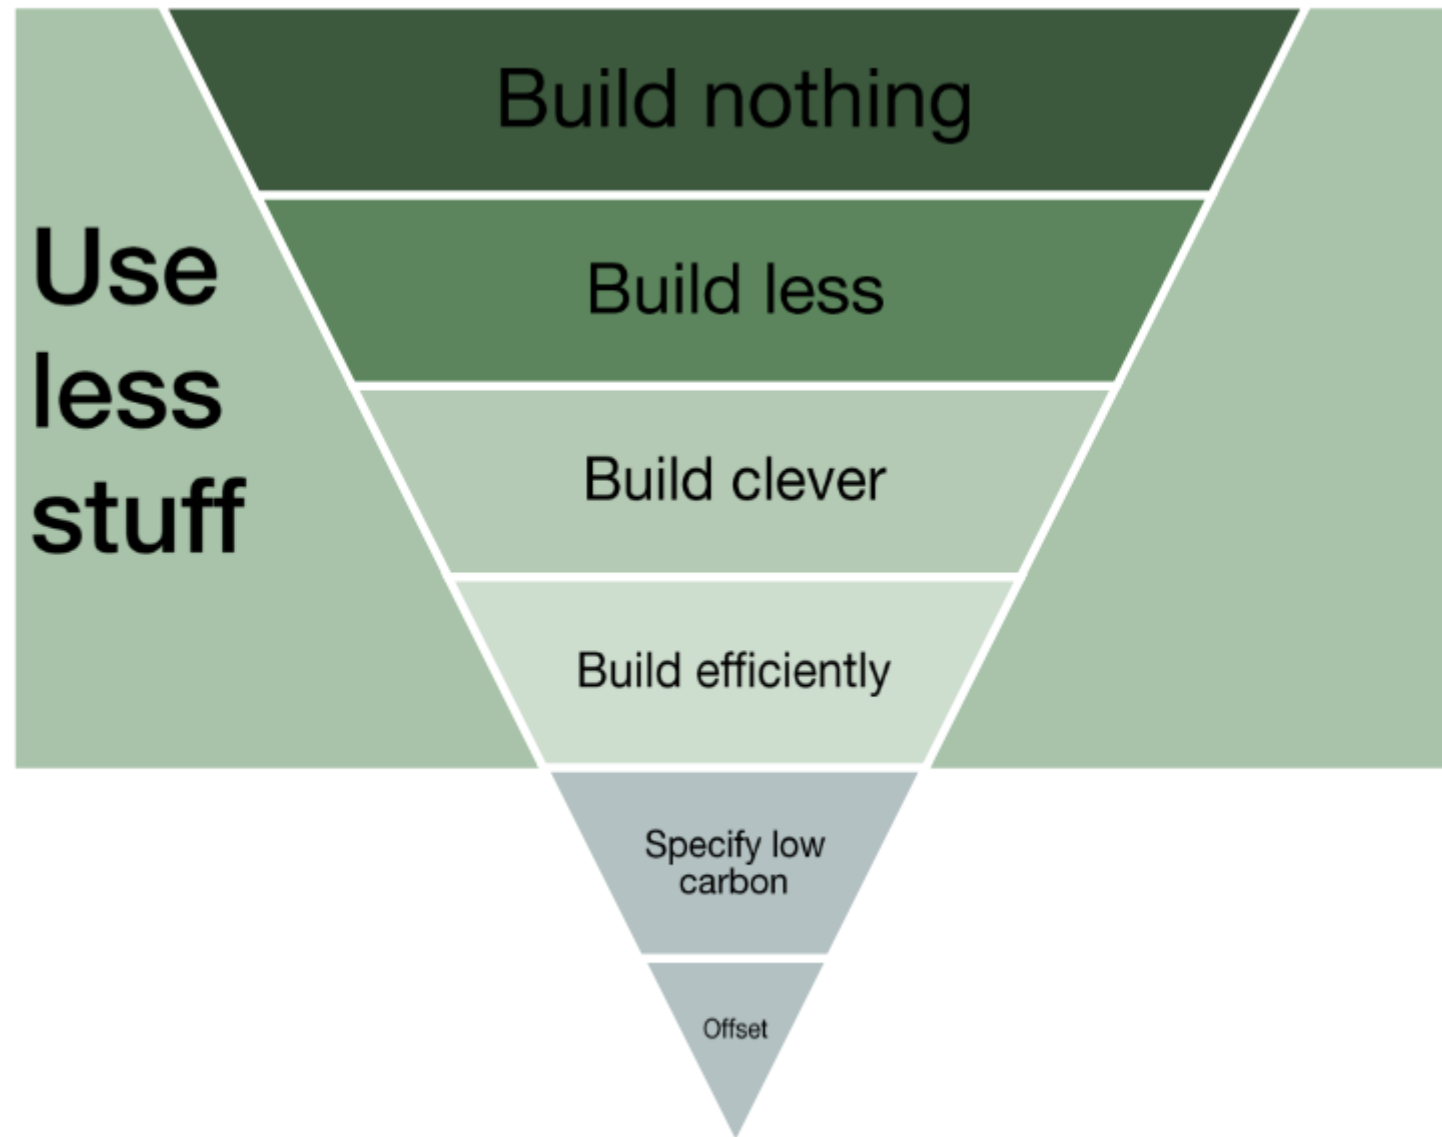 Use
less
stuff
Build nothing
Build less
Build clever
Build efficiently
Specify low
carbon
Offset